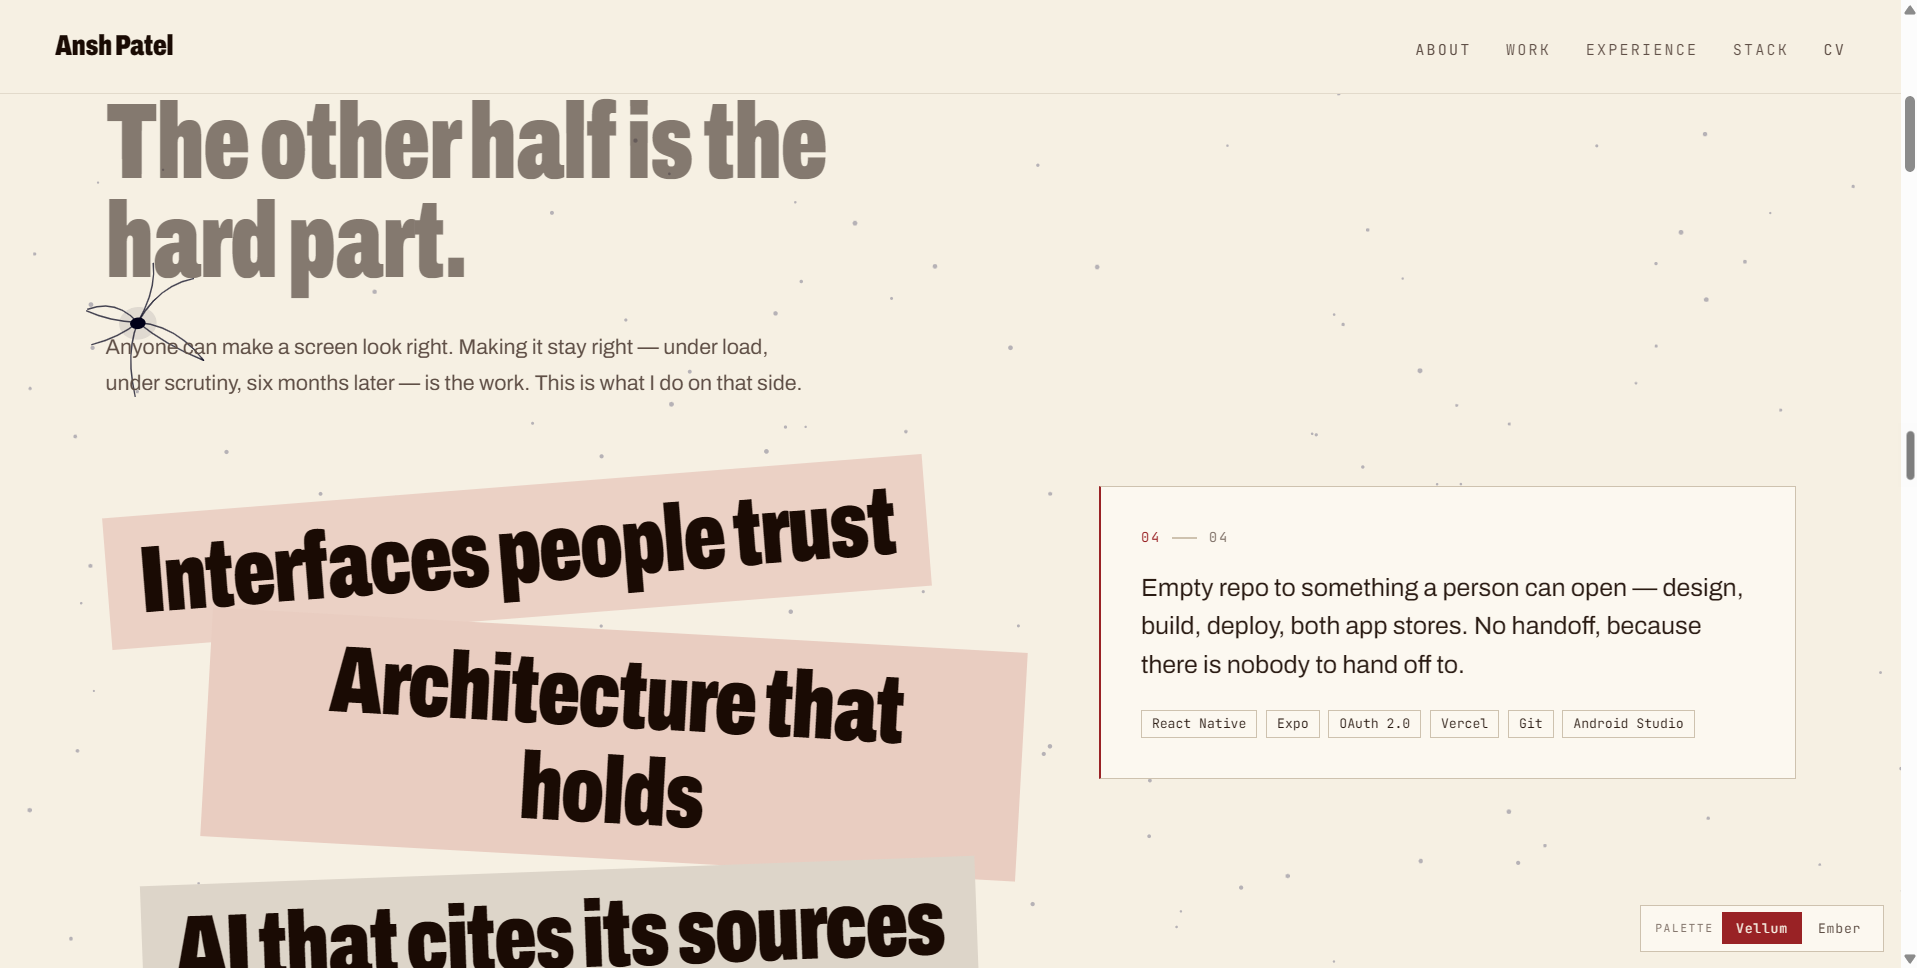 Ansh Patel
ABOUT WORK EXPERIENCE STACK CV
The other half is the
hard part.
Anyone can make a screen look right. Making it stay right — under load,
under scrutiny, six months later — is the work. This is what I do on that side.
Interfaces people trust
Architecture that
holds
AI that cites its sources
04 — 04
Empty repo to something a person can open — design,
build, deploy, both app stores. No handoff, because
there is nobody to hand off to.
React Native Expo OAuth 2.0 Vercel Git Android Studio
PALETTE Vellum Ember